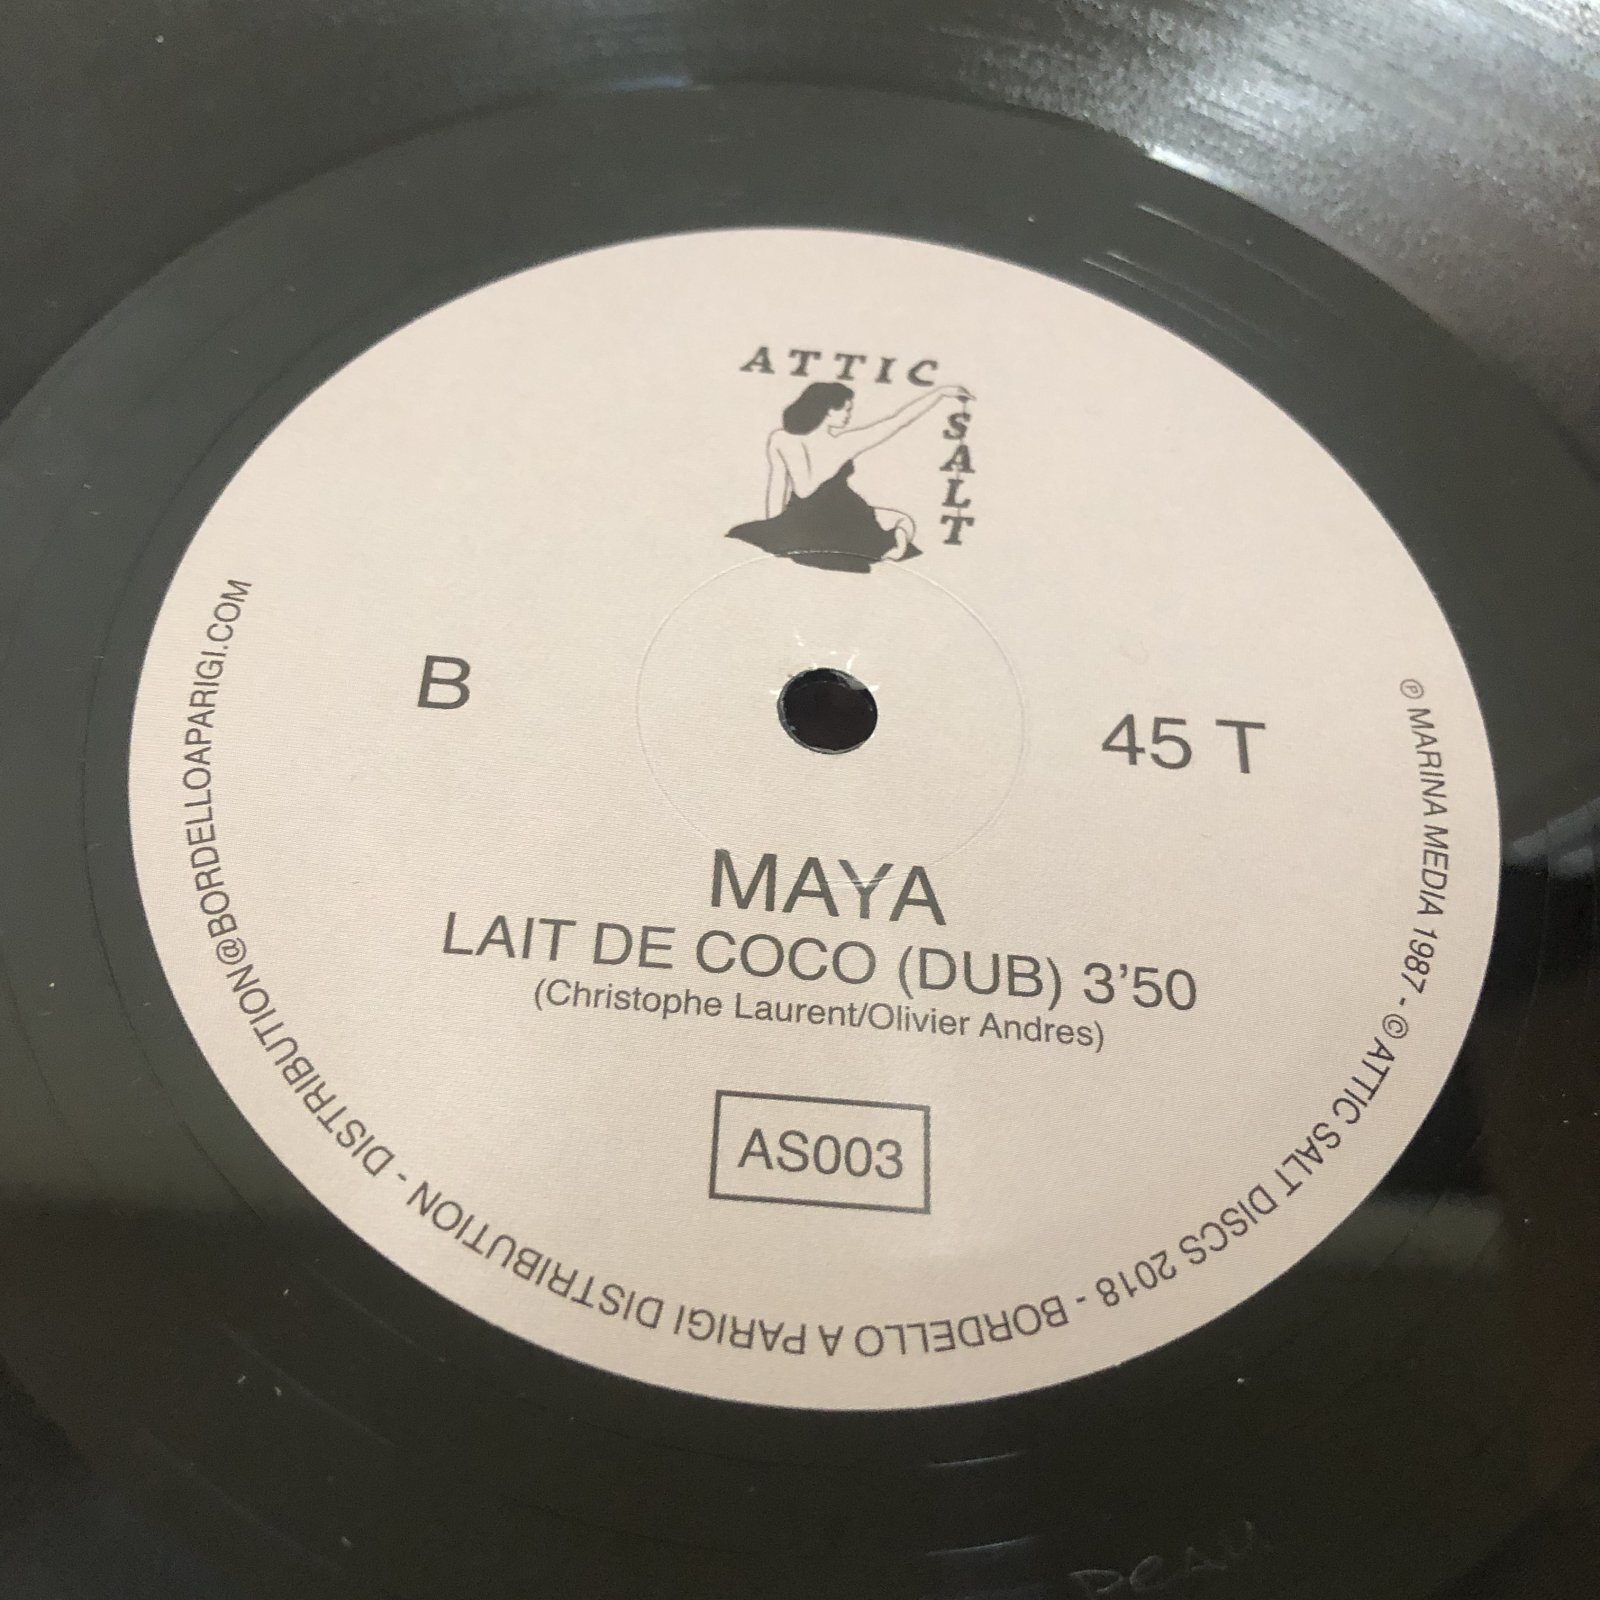 ATTIC
SALT
B
45 T
MAYA
LAIT DE COCO (DUB) 3'50
(Christophe Laurent/Olivier Andres)
AS003
℗ MARINA MEDIA 1987 - © ATTIC SALT DISCS 2018 - BORDELLO A PARIGI DISTRIBUTION - DISTRIBUTION@BORDELLOAPARIGI.COM